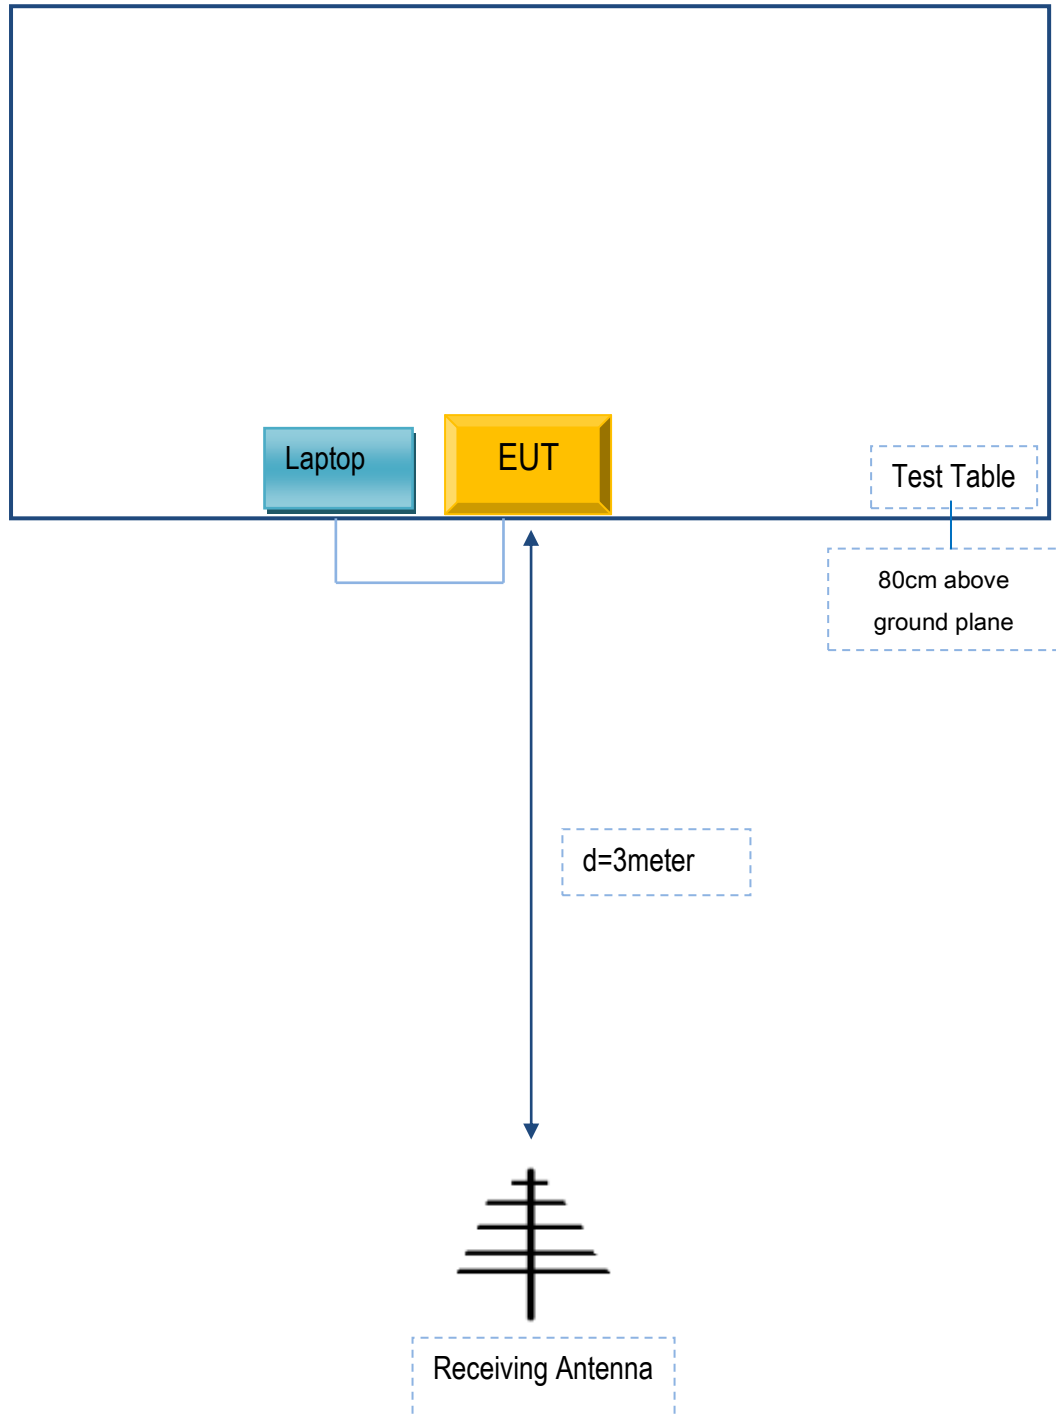 Laptop
EUT
Test Table
80cm above
ground plane
d=3meter
Receiving Antenna